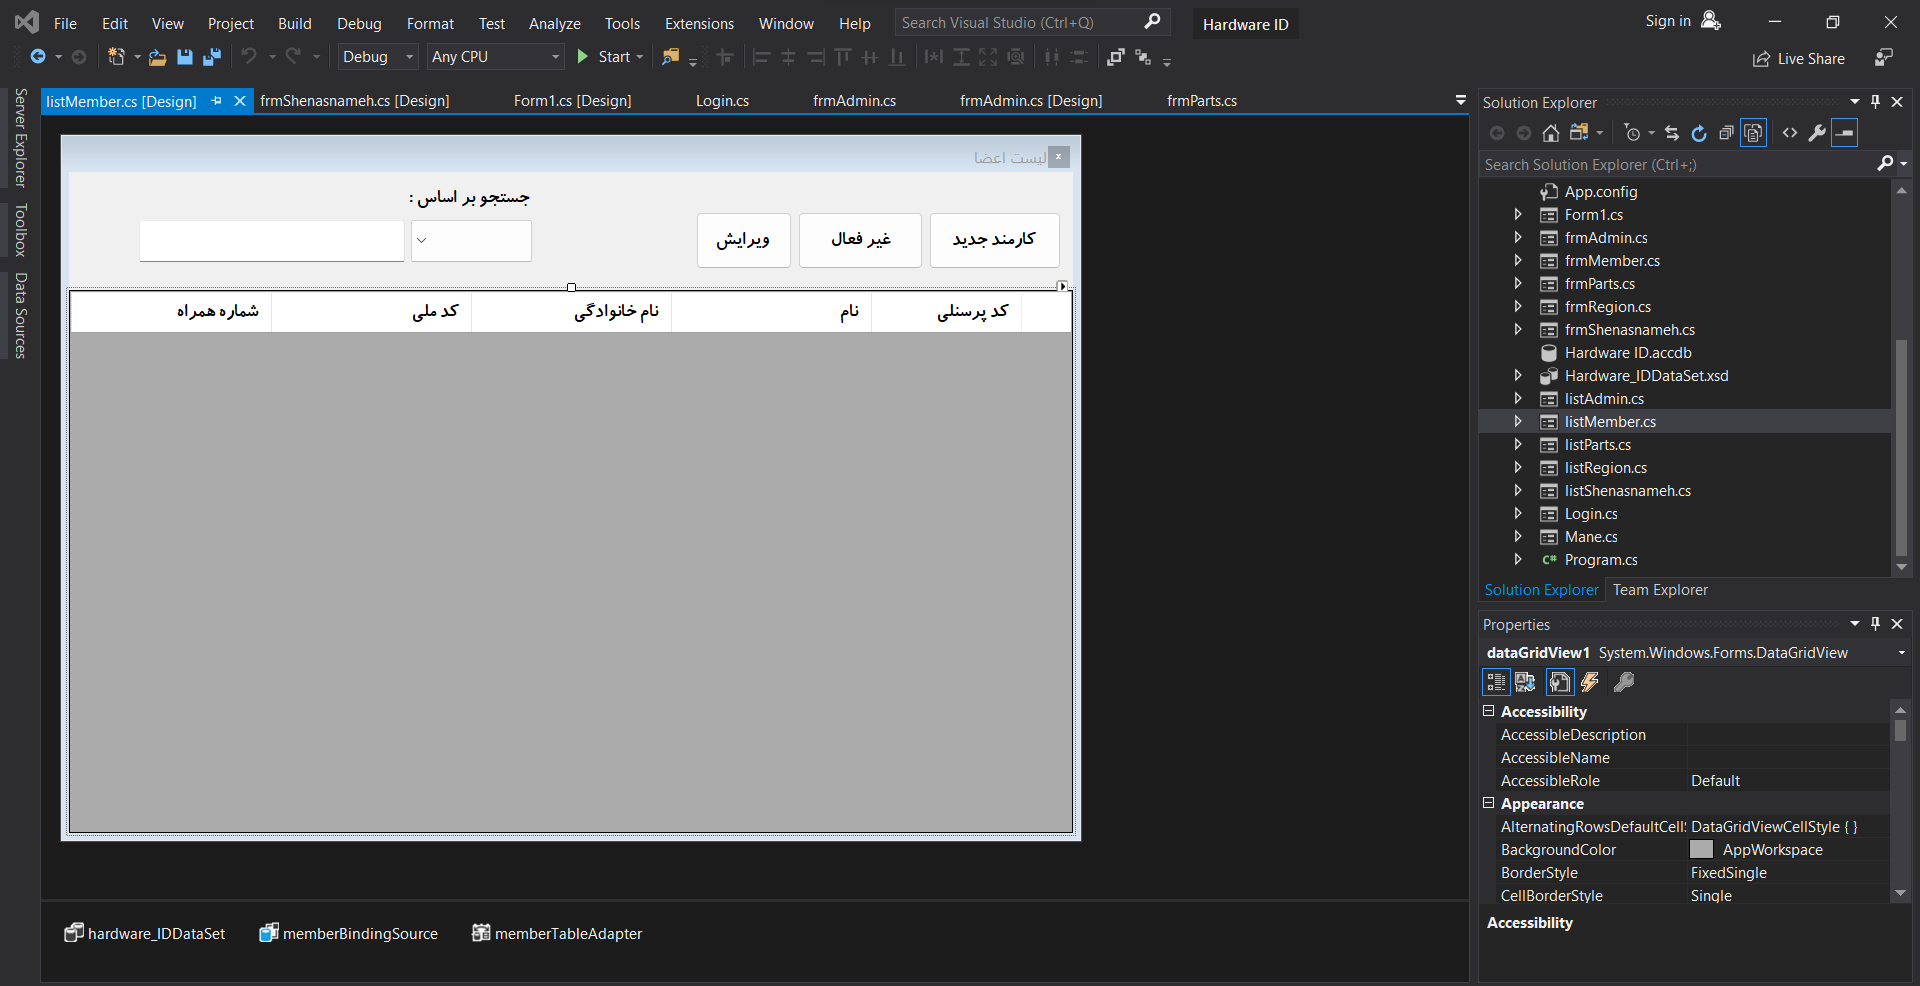 File Edit View Project Build Debug Format Test Analyze Tools Extensions Window Help Search Visual Studio (Ctrl+Q) Hardware ID Sign in
Debug Any CPU Start Live Share
Server Explorer
Toolbox
Data Sources
listMember.cs [Design] frmShenasnameh.cs [Design] Form1.cs [Design] Login.cs frmAdmin.cs frmAdmin.cs [Design] frmParts.cs
لیست اعضا
جستجو بر اساس :
کارمند جدید غیر فعال ویرایش
کد پرسنلی نام نام خانوادگی کد ملی شماره همراه
hardware_IDDataSet memberBindingSource memberTableAdapter
Solution Explorer
Search Solution Explorer (Ctrl+;)
App.config
Form1.cs
frmAdmin.cs
frmMember.cs
frmParts.cs
frmRegion.cs
frmShenasnameh.cs
Hardware ID.accdb
Hardware_IDDataSet.xsd
listAdmin.cs
listMember.cs
listParts.cs
listRegion.cs
listShenasnameh.cs
Login.cs
Mane.cs
C# Program.cs
Solution Explorer Team Explorer
Properties
dataGridView1 System.Windows.Forms.DataGridView
Accessibility
AccessibleDescription
AccessibleName
AccessibleRole Default
Appearance
AlternatingRowsDefaultCellS DataGridViewCellStyle { }
BackgroundColor AppWorkspace
BorderStyle FixedSingle
CellBorderStyle Single
Accessibility